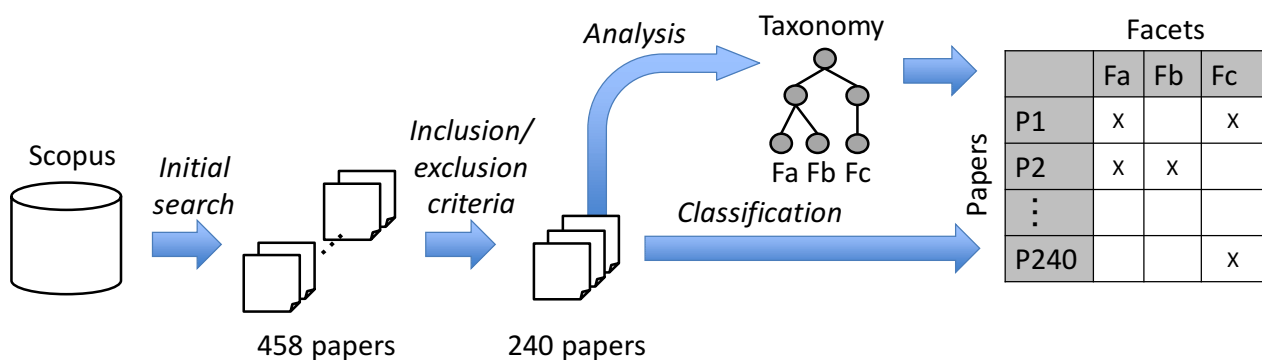 Scopus
Initial
search
458 papers
Inclusion/
exclusion
criteria
240 papers
Analysis
Taxonomy
Fa Fb Fc
Classification
Facets
Papers
Fa Fb Fc
P1 x x
P2 x x
⋮
P240 x